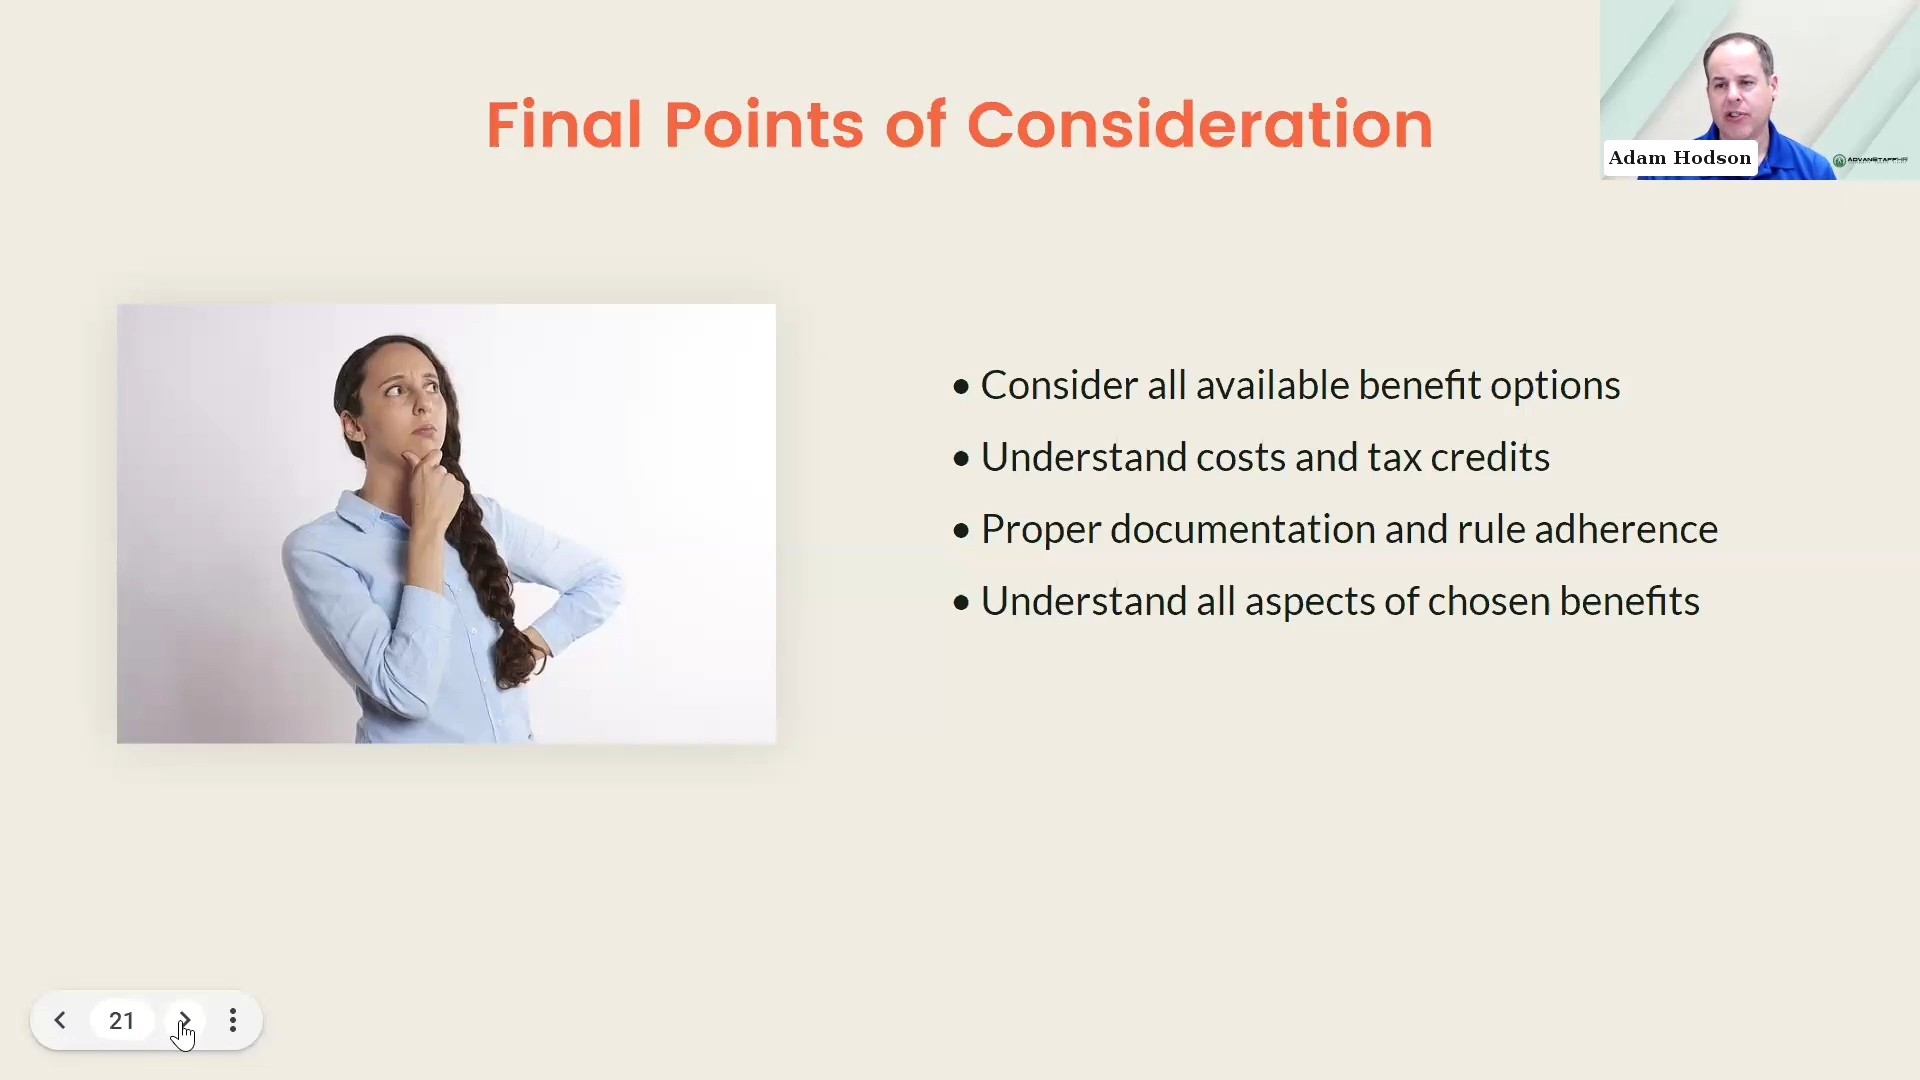 Final Points of Consideration
Adam Hodson
ADVANSTAFFHR
• Consider all available benefit options
• Understand costs and tax credits
• Proper documentation and rule adherence
• Understand all aspects of chosen benefits
21